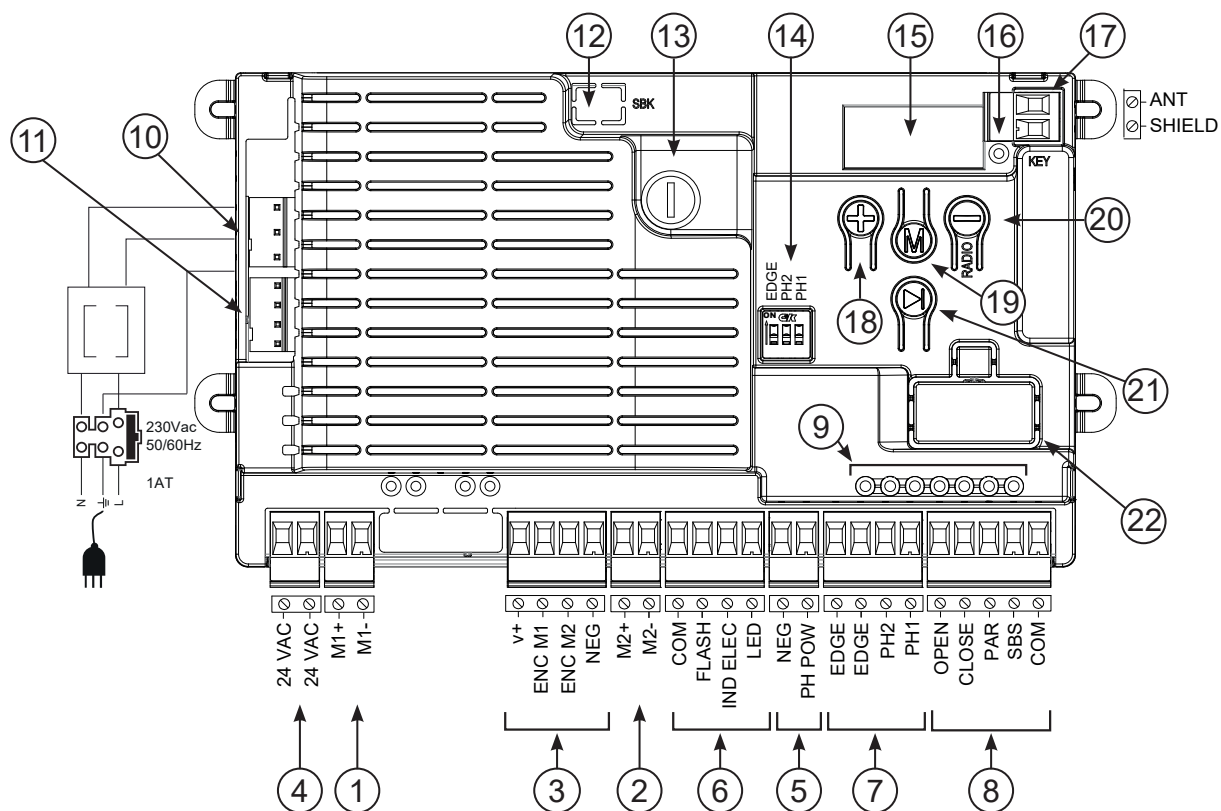 12
13
14
15
16
17
SBK
ANT
SHIELD
10
11
KEY
20
RADIO
M
EDGE
PH2
PH1
18
19
ON
21
230Vac
50/60Hz
9
1AT
N
L
22
24 VAC
24 VAC
M1+
M1-
v+
ENC M1
ENC M2
NEG
M2+
M2-
COM
FLASH
IND ELEC
LED
NEG
PH POW
EDGE
EDGE
PH2
PH1
OPEN
CLOSE
PAR
SBS
COM
4
1
3
2
6
5
7
8